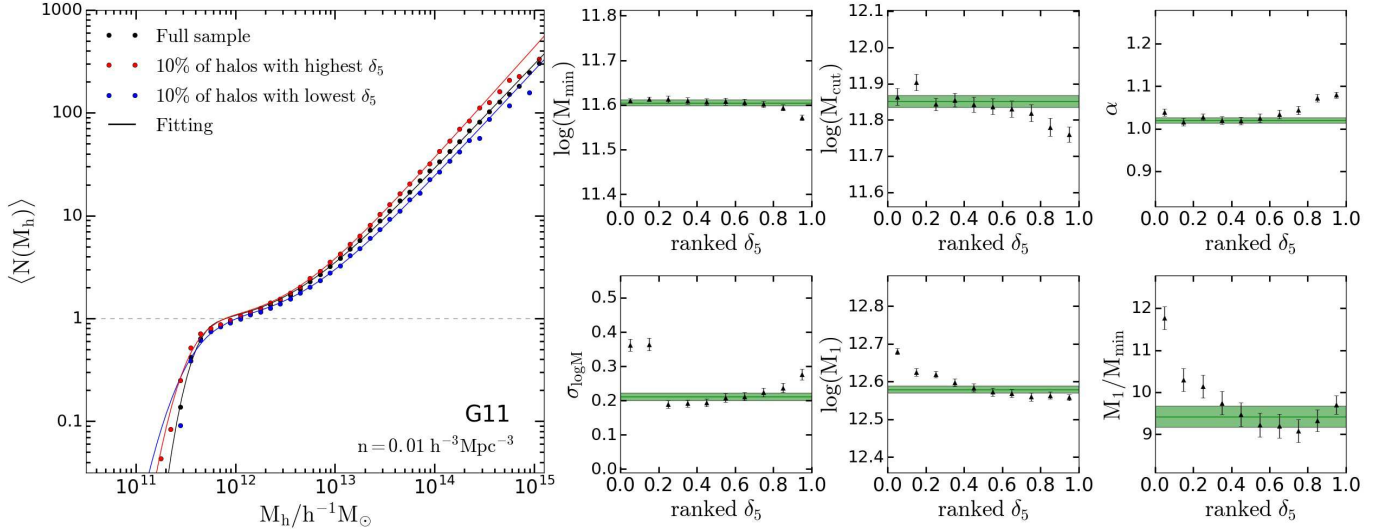 1000
100
10
1
0.1
⟨N(M_h)⟩
Full sample
10% of halos with highest δ_5
10% of halos with lowest δ_5
Fitting
G11
n=0.01 h^−3Mpc^−3
10^11 10^12 10^13 10^14 10^15
M_h/h^−1M_⊙
11.8
11.7
11.6
11.5
11.4
log(M_min)
0.0 0.2 0.4 0.6 0.8 1.0
ranked δ_5
12.1
12.0
11.9
11.8
11.7
11.6
log(M_cut)
0.0 0.2 0.4 0.6 0.8 1.0
ranked δ_5
1.2
1.1
1.0
0.9
α
0.0 0.2 0.4 0.6 0.8 1.0
ranked δ_5
0.5
0.4
0.3
0.2
0.1
0.0
σ_logM
0.0 0.2 0.4 0.6 0.8 1.0
ranked δ_5
12.8
12.7
12.6
12.5
12.4
log(M_1)
0.0 0.2 0.4 0.6 0.8 1.0
ranked δ_5
12
11
10
9
M_1/M_min
0.0 0.2 0.4 0.6 0.8 1.0
ranked δ_5